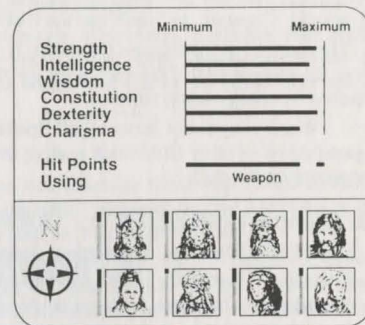 Minimum Maximum
Strength
Intelligence
Wisdom
Constitution
Dexterity
Charisma
Hit Points
Using Weapon
N